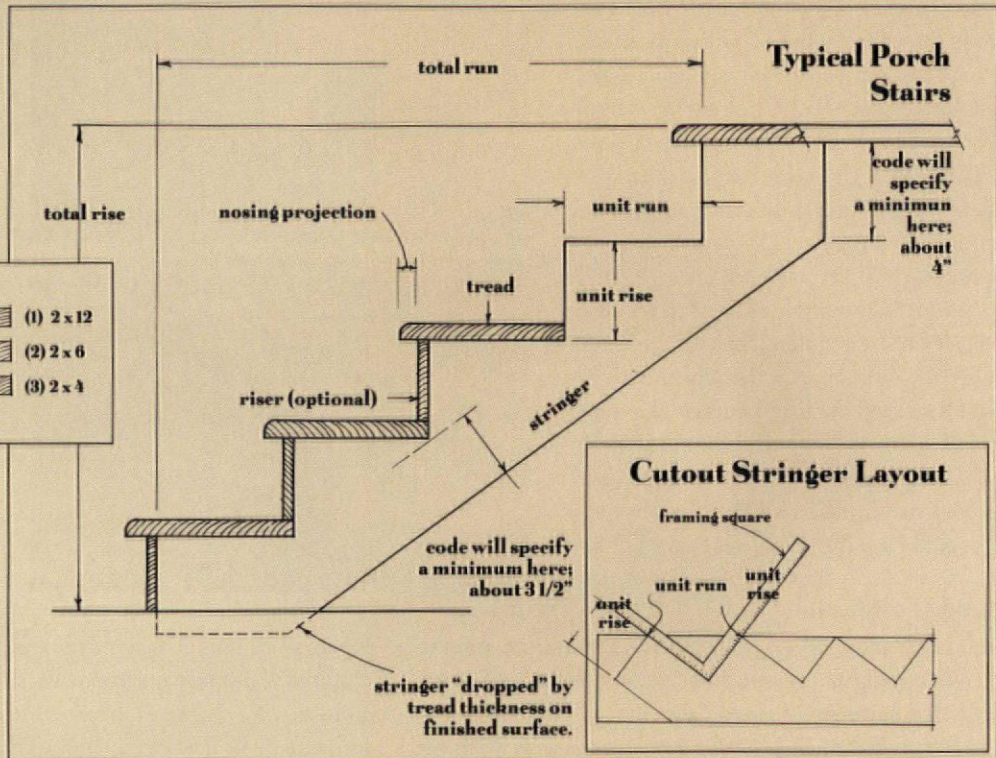 Typical Porch
Stairs
total run
total rise
nosing projection
unit run
code will
specify
a minimun
here;
about
4"
tread
unit rise
(1) 2 x 12
(2) 2 x 6
(3) 2 x 4
riser (optional)
stringer
code will specify
a minimum here;
about 3 1/2"
stringer "dropped" by
tread thickness on
finished surface.
Cutout Stringer Layout
framing square
unit
rise
unit run
unit
rise